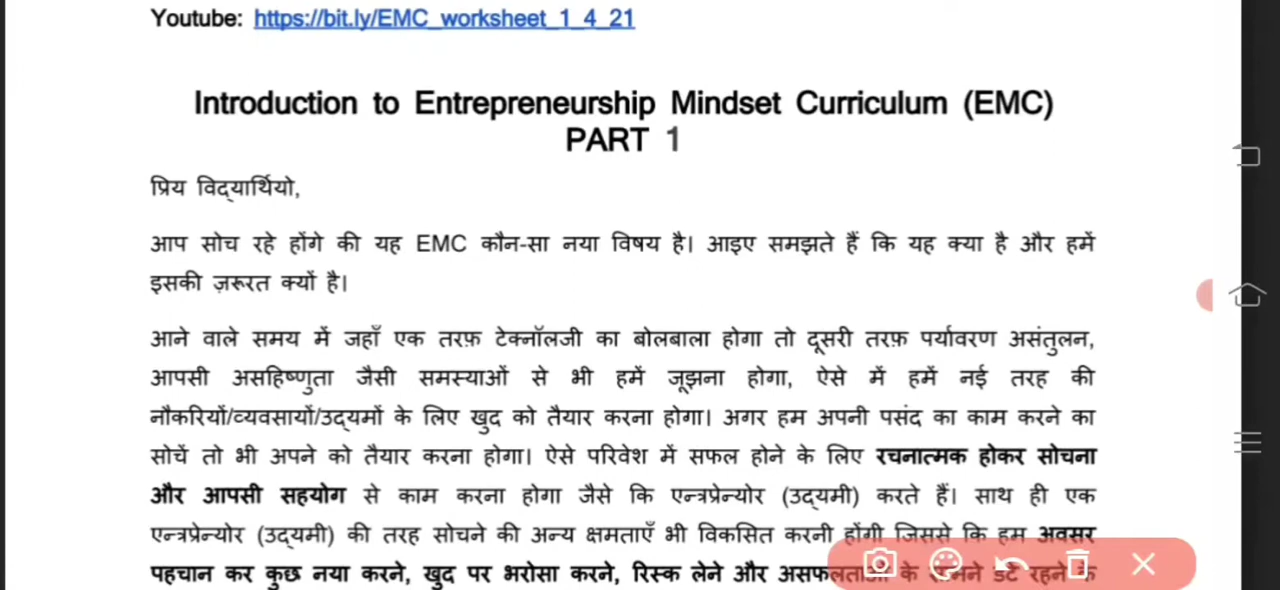 Youtube: https://bit.ly/EMC_worksheet_1_4_21
Introduction to Entrepreneurship Mindset Curriculum (EMC)
PART 1
प्रिय विद्यार्थियो,
आप सोच रहे होंगे की यह EMC कौन-सा नया विषय है। आइए समझते हैं कि यह क्या है और हमें
इसकी ज़रूरत क्यों है।
आने वाले समय में जहाँ एक तरफ़ टेक्नॉलजी का बोलबाला होगा तो दूसरी तरफ़ पर्यावरण असंतुलन,
आपसी असहिष्णुता जैसी समस्याओं से भी हमें जूझना होगा, ऐसे में हमें नई तरह की
नौकरियों/व्यवसायों/उद्यमों के लिए खुद को तैयार करना होगा। अगर हम अपनी पसंद का काम करने का
सोचें तो भी अपने को तैयार करना होगा। ऐसे परिवेश में सफल होने के लिए रचनात्मक होकर सोचना
और आपसी सहयोग से काम करना होगा जैसे कि एन्त्रप्रेन्योर (उद्यमी) करते हैं। साथ ही एक
एन्त्रप्रेन्योर (उद्यमी) की तरह सोचने की अन्य क्षमताएँ भी विकसित करनी होंगी जिससे कि हम अवसर
पहचान कर कुछ नया करने, खुद पर भरोसा करने, रिस्क लेने और असफलताओं के सामने डटे रहने के